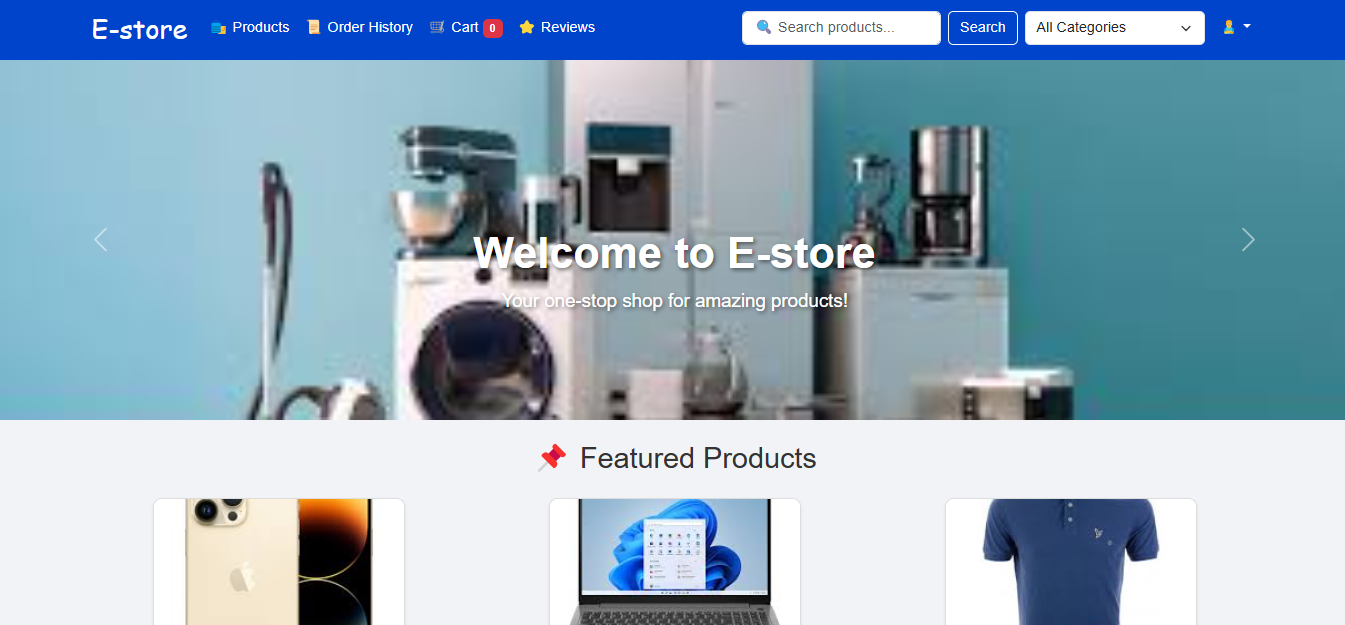 E-store Products Order History Cart 0 Reviews Search products... Search All Categories
Welcome to E-store
Your one-stop shop for amazing products!
Featured Products